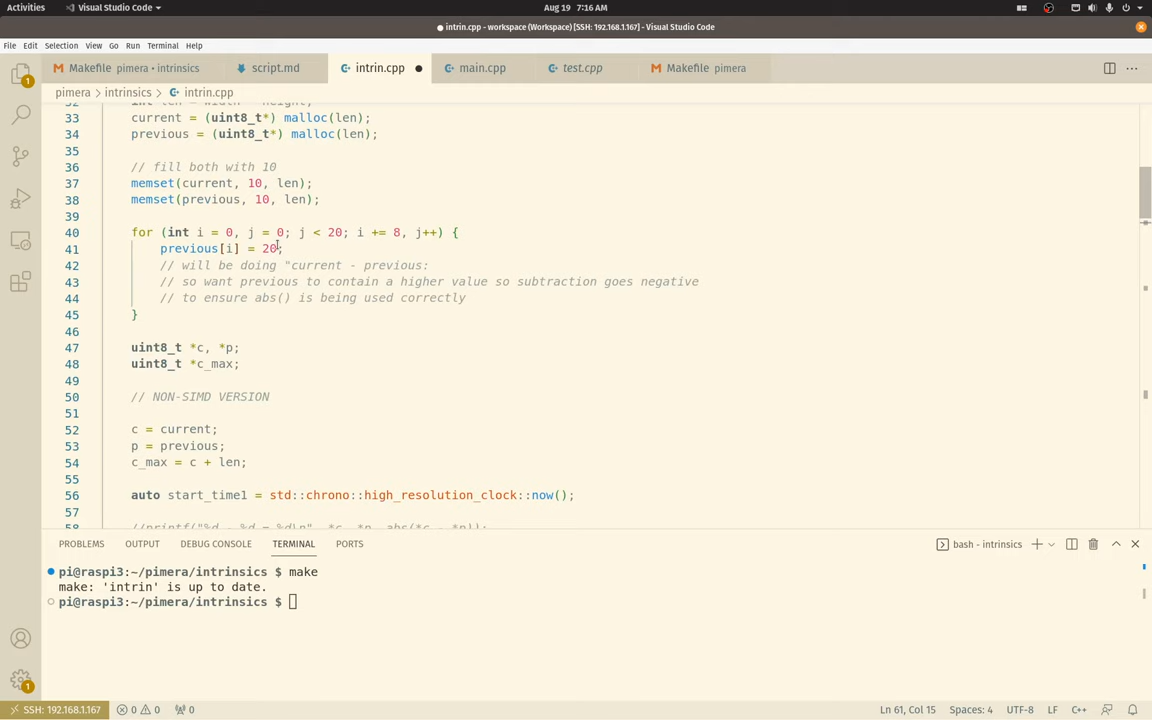 Activities
Visual Studio Code
Aug 19 7:16 AM
intrin.cpp - workspace (Workspace) [SSH: 192.168.1.167] - Visual Studio Code
File Edit Selection View Go Run Terminal Help
1
Makefile pimera • intrinsics
script.md
intrin.cpp
main.cpp
test.cpp
Makefile pimera
pimera > intrinsics > intrin.cpp
33 current = (uint8_t*) malloc(len);
34 previous = (uint8_t*) malloc(len);
35
36 // fill both with 10
37 memset(current, 10, len);
38 memset(previous, 10, len);
39
40 for (int i = 0, j = 0; j < 20; i += 8, j++) {
41 previous[i] = 20;
42 // will be doing "current - previous:
43 // so want previous to contain a higher value so subtraction goes negative
44 // to ensure abs() is being used correctly
45 }
46
47 uint8_t *c, *p;
48 uint8_t *c_max;
49
50 // NON-SIMD VERSION
51
52 c = current;
53 p = previous;
54 c_max = c + len;
55
56 auto start_time1 = std::chrono::high_resolution_clock::now();
57
58 //printf("%d - %d = %d\n", *c, *p, abs(*c - *p));
PROBLEMS OUTPUT DEBUG CONSOLE TERMINAL PORTS
bash - intrinsics
pi@raspi3:~/pimera/intrinsics $ make
make: 'intrin' is up to date.
pi@raspi3:~/pimera/intrinsics $
1
SSH: 192.168.1.167
0 0 0
Ln 61, Col 15
Spaces: 4
UTF-8
LF
C++